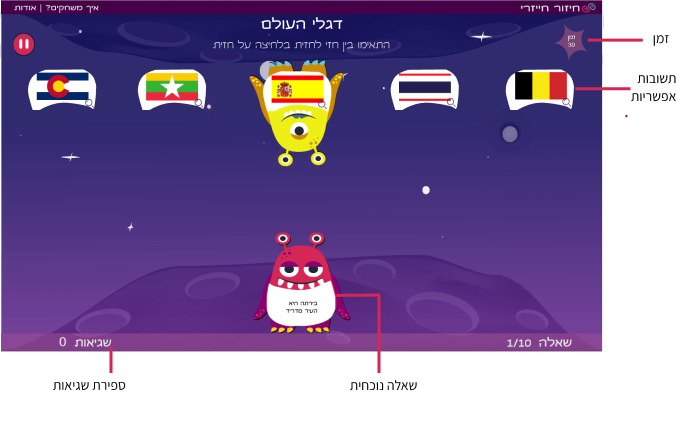 חיזור חייזרי
איך משחקים? | אודות
דגלי העולם
התאימו בין חזי לחזית בלחיצה על חזית.
זמן
30
זמן
תשובות
אפשריות
בירתה היא
העיר מדריד
שאלה 1/10
שגיאות 0
שאלה נוכחית
ספירת שגיאות